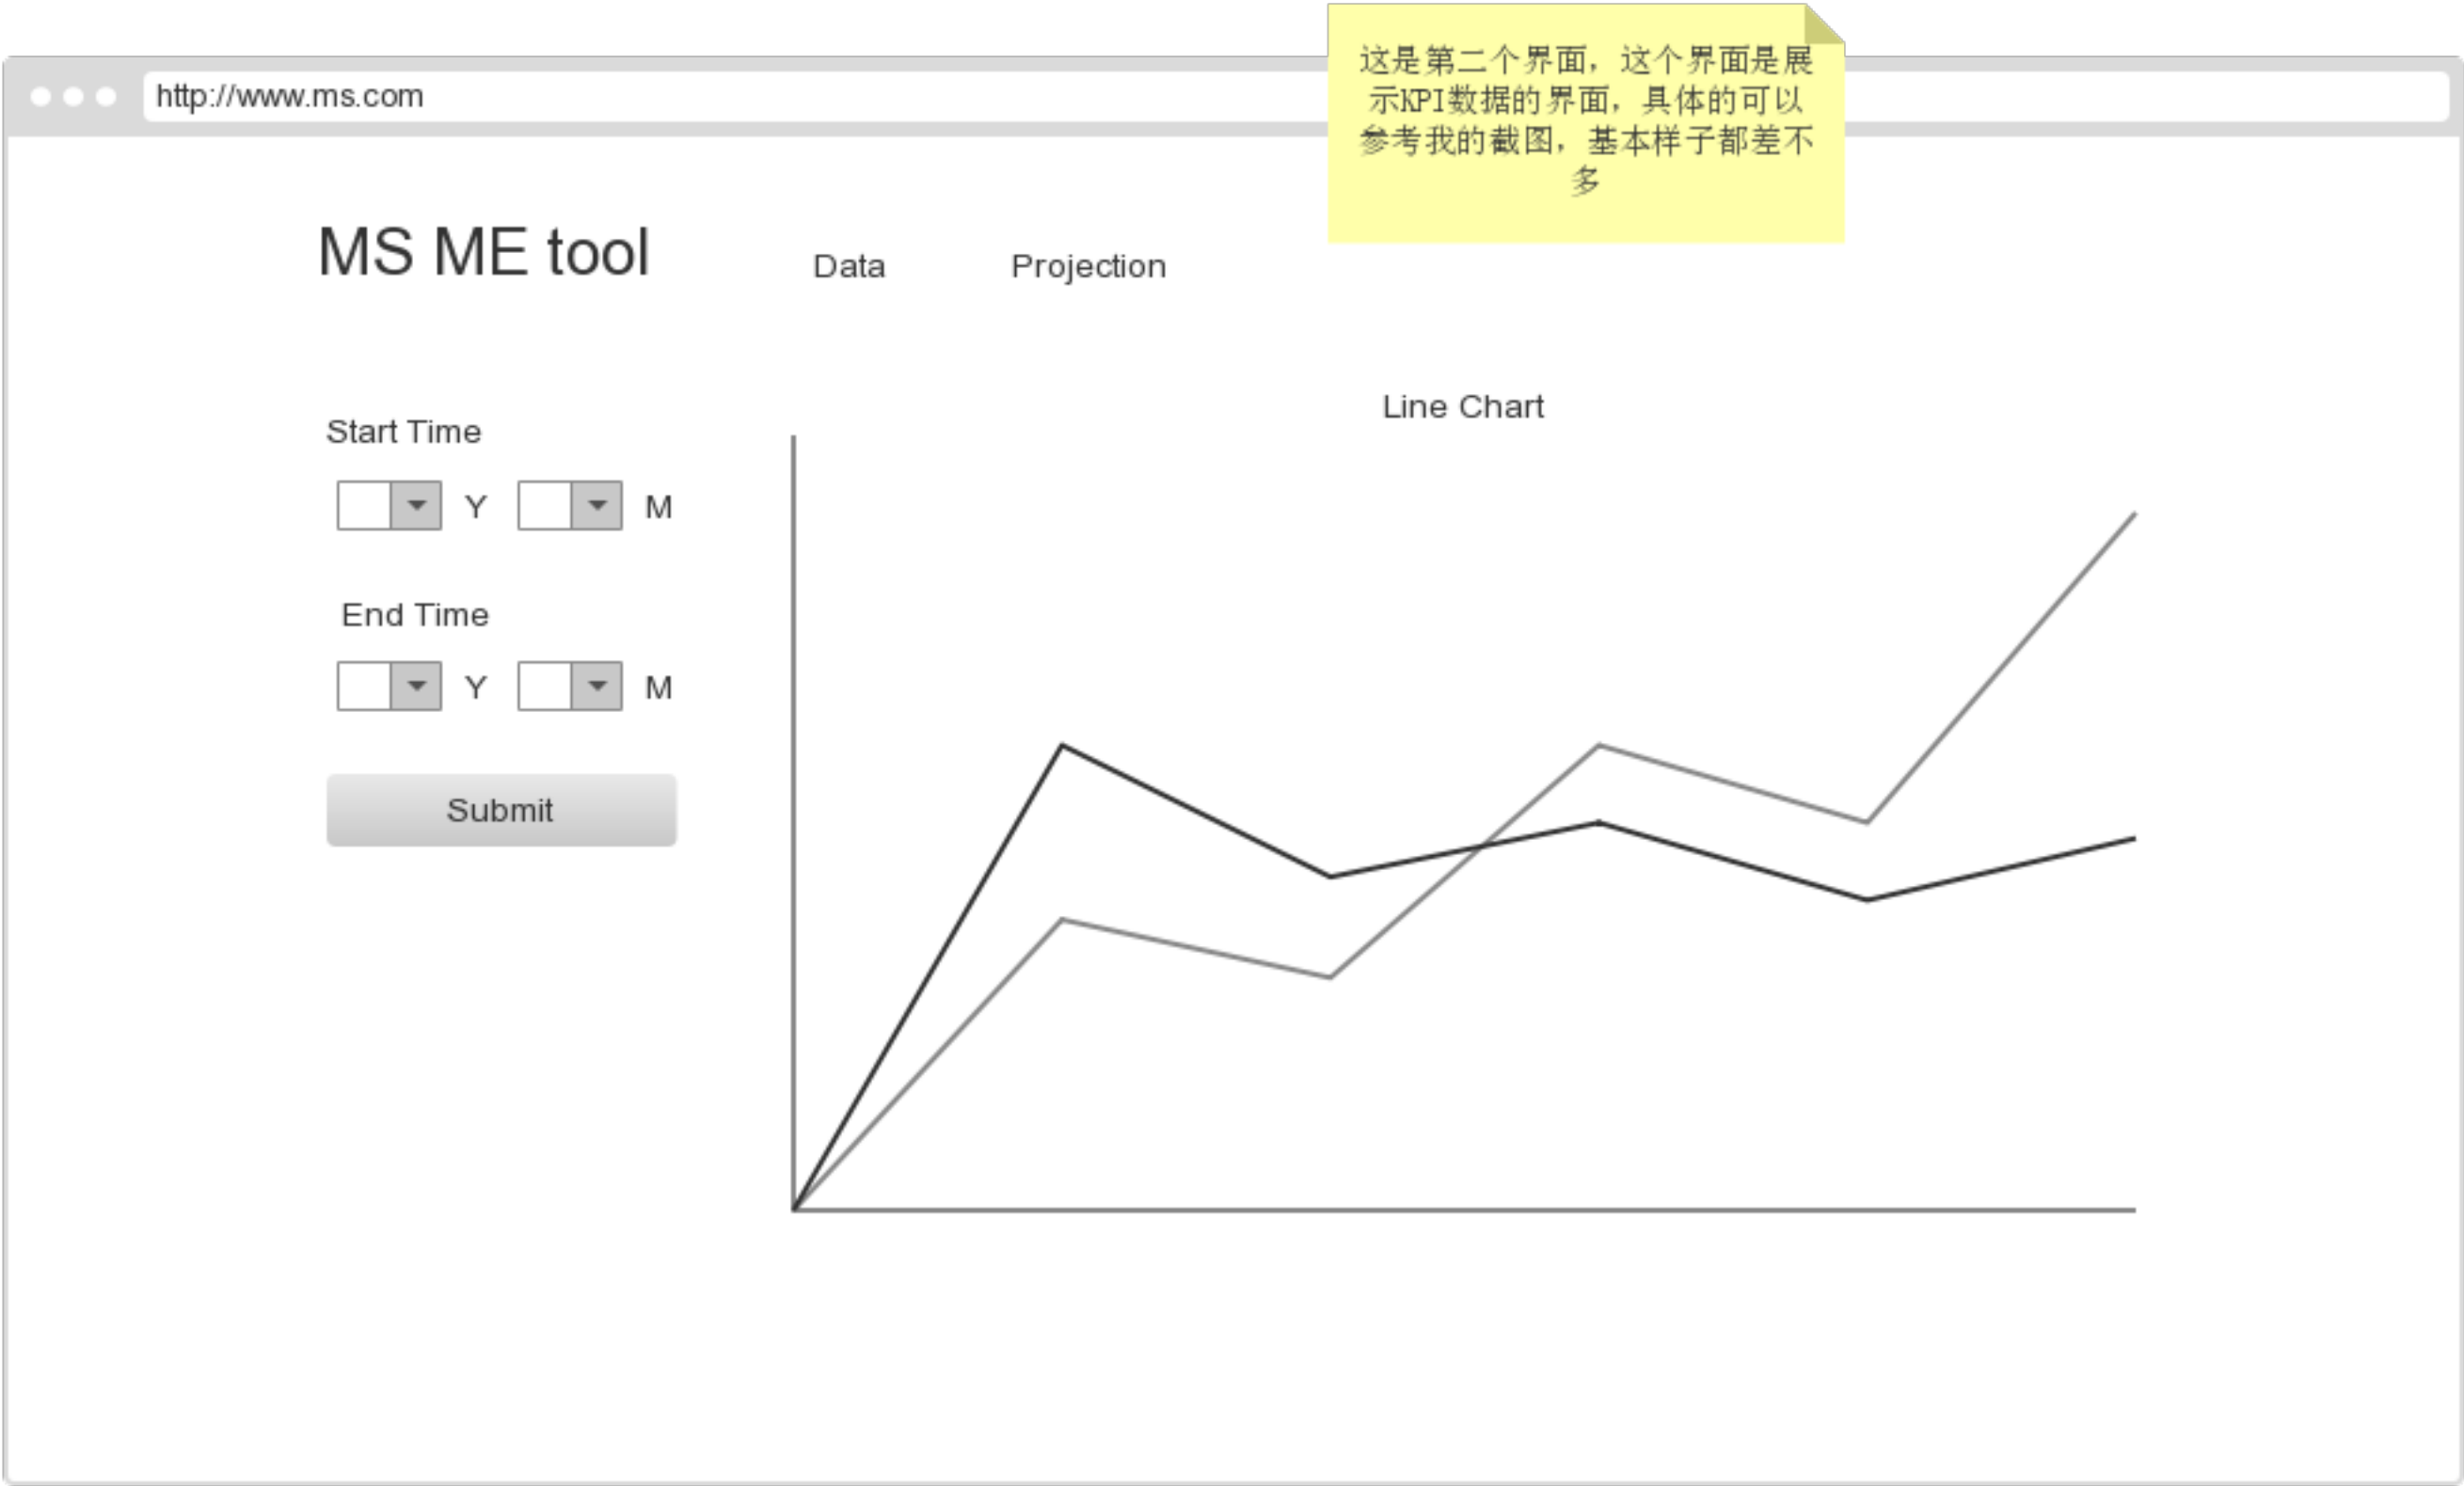 这是第二个界面，这个界面是展
示KPI数据的界面，具体的可以
参考我的截图，基本样子都差不
多
http://www.ms.com
MS ME tool
Data
Projection
Line Chart
Start Time
Y
M
End Time
Y
M
Submit